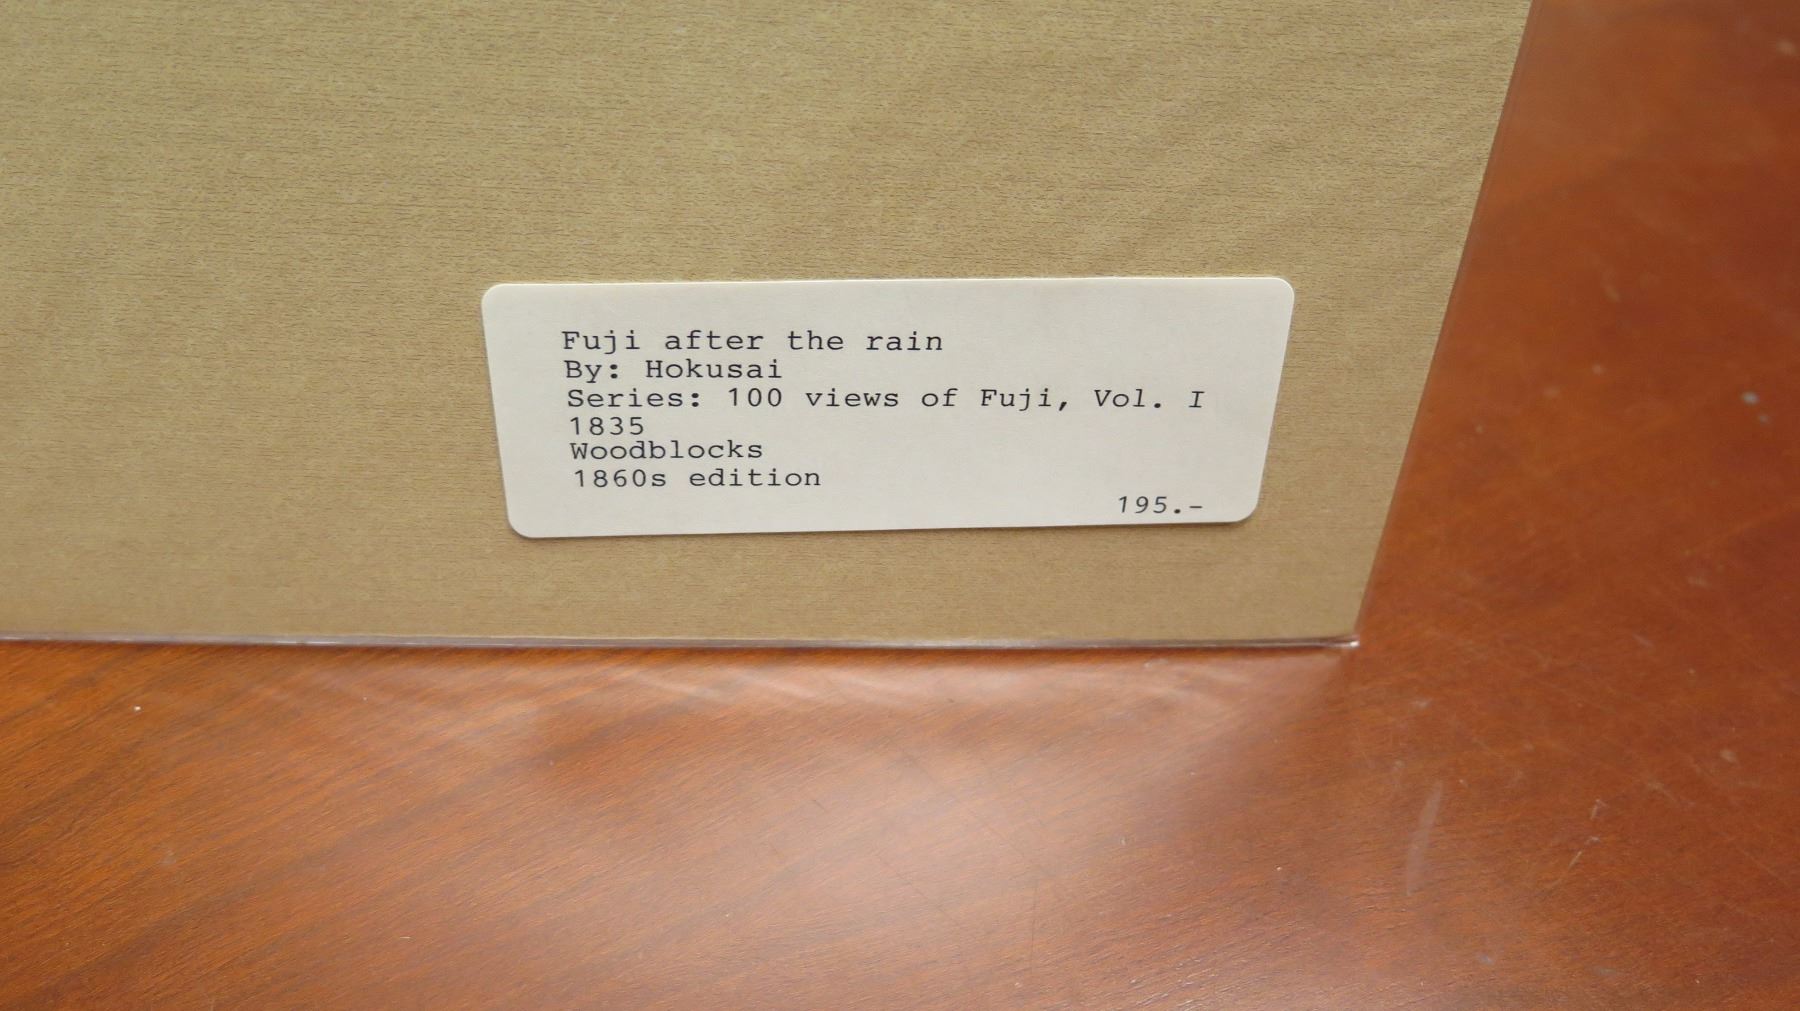 Fuji after the rain
By: Hokusai
Series: 100 views of Fuji, Vol. I
1835
Woodblocks
1860s edition
195.-